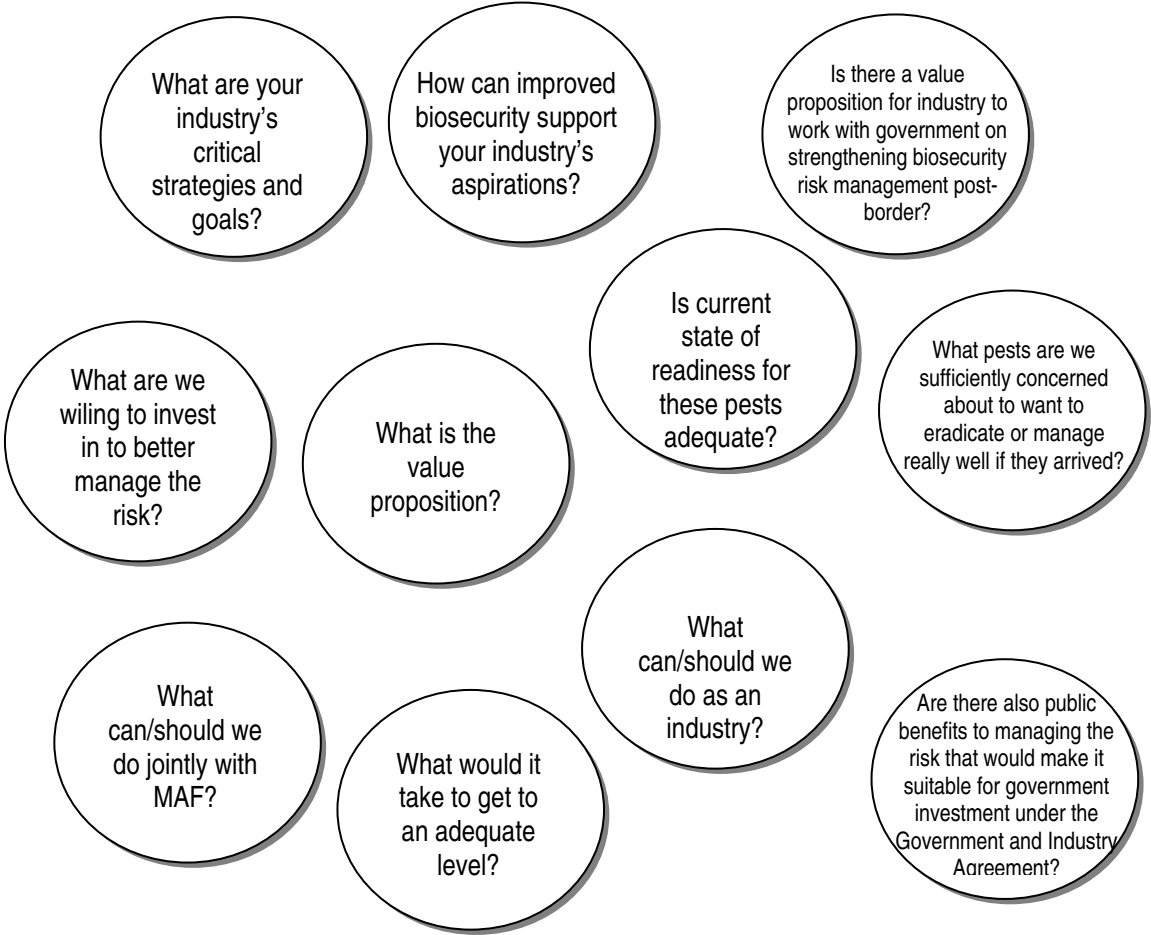 What are your
industry's
critical
strategies and
goals?
How can improved
biosecurity support
your industry's
aspirations?
Is there a value
proposition for industry to
work with government on
strengthening biosecurity
risk management post-
border?
Is current
state of
readiness for
these pests
adequate?
What pests are we
sufficiently concerned
about to want to
eradicate or manage
really well if they arrived?
What are we
wiling to invest
in to better
manage the
risk?
What is the
value
proposition?
What
can/should we
do as an
industry?
What
can/should we
do jointly with
MAF?
What would it
take to get to
an adequate
level?
Are there also public
benefits to managing the
risk that would make it
suitable for government
investment under the
Government and Industry
Agreement?